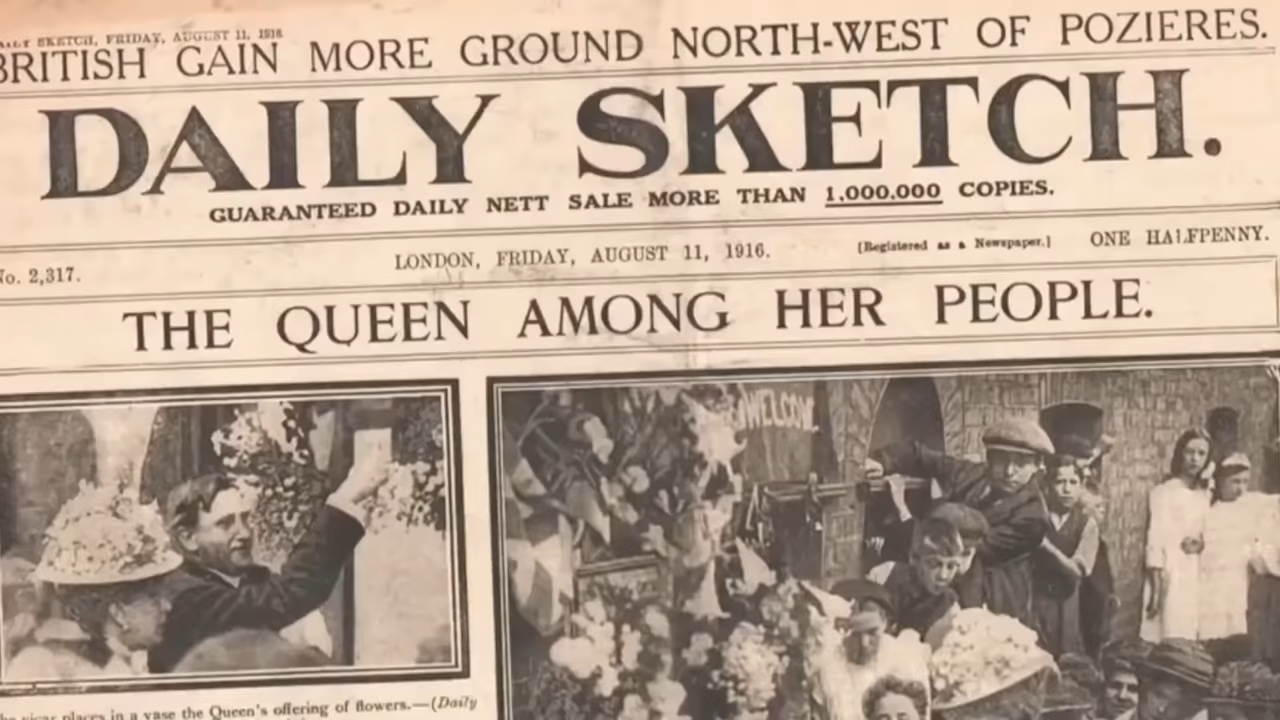 DAILY SKETCH, FRIDAY, AUGUST 11, 1916
BRITISH GAIN MORE GROUND NORTH-WEST OF POZIERES.
DAILY SKETCH.
GUARANTEED DAILY NETT SALE MORE THAN 1,000,000 COPIES.
No. 2,317.
LONDON, FRIDAY, AUGUST 11, 1916.
[Registered as a Newspaper.]
ONE HALFPENNY.
THE QUEEN AMONG HER PEOPLE.
WELCOME
vicar places in a vase the Queen's offering of flowers.—(Daily